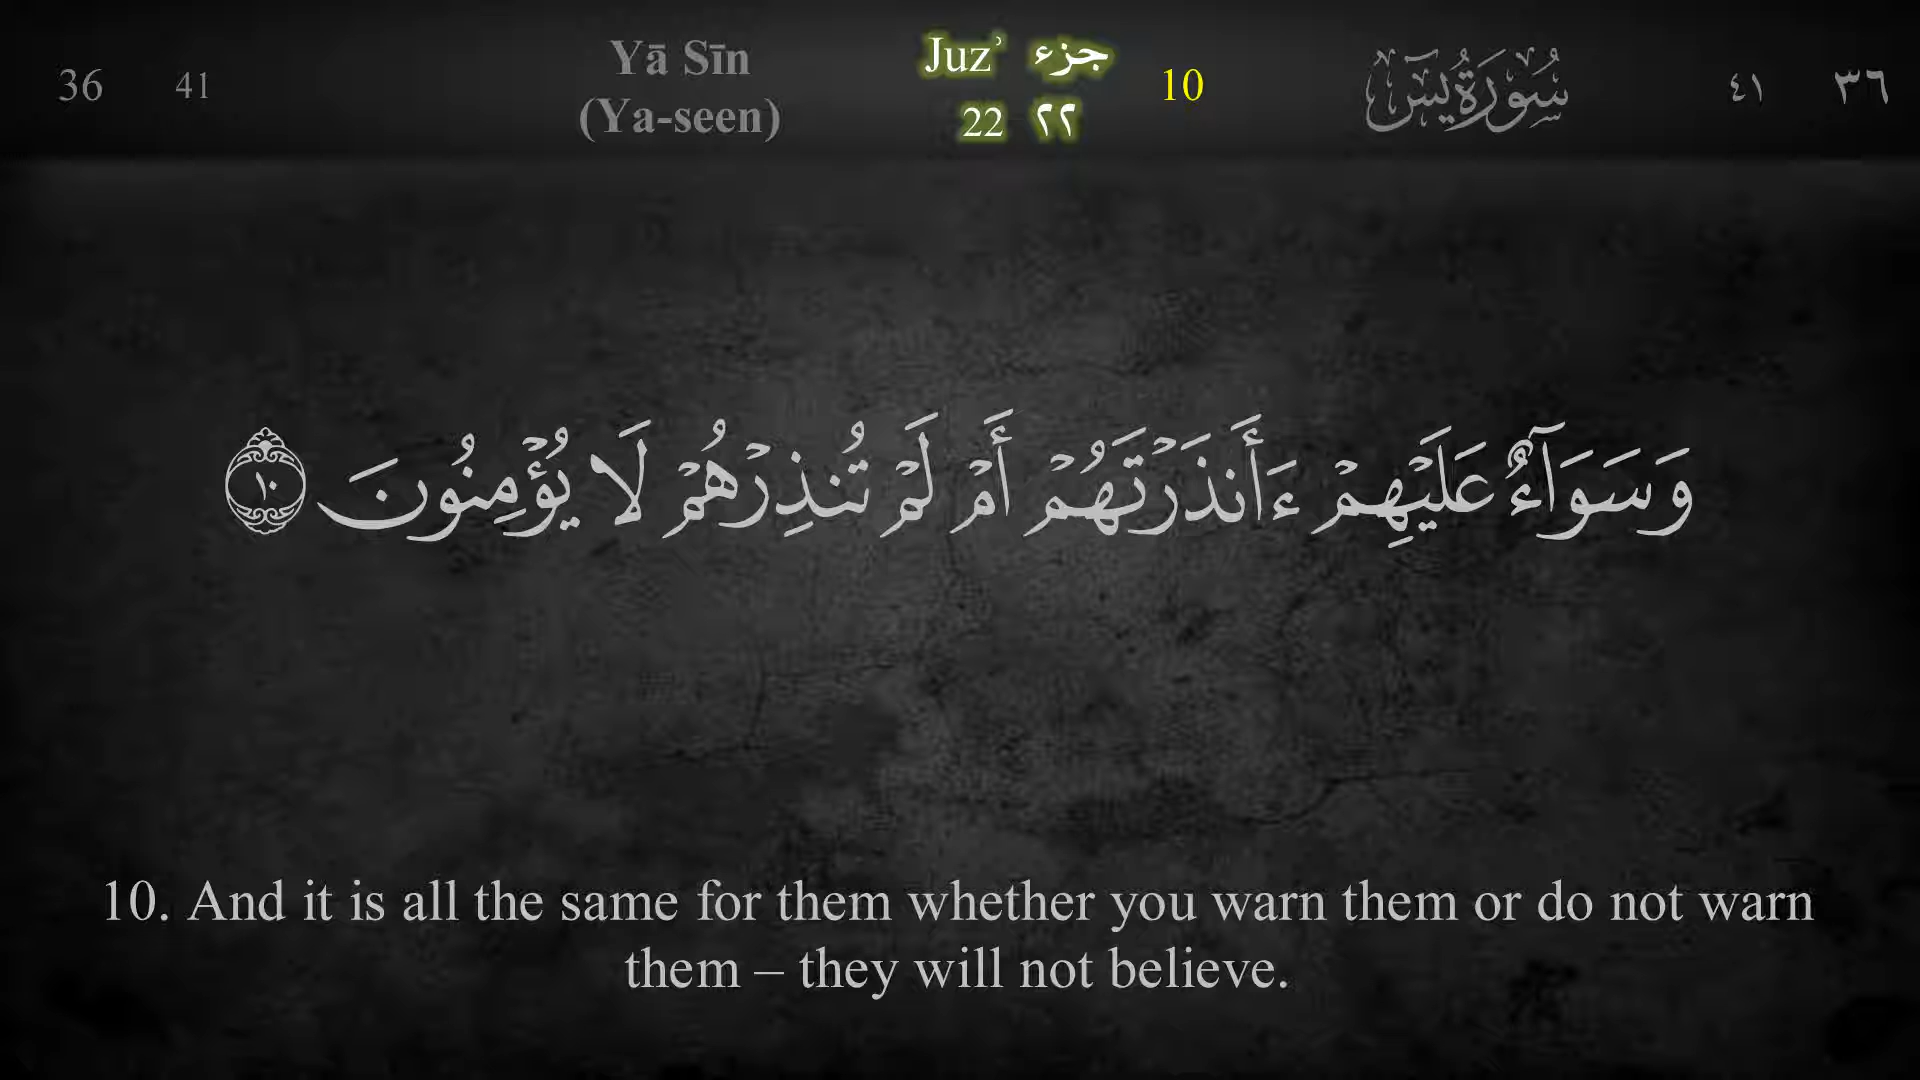 36 41 Yā Sīn
(Ya-seen)
Juzʾ جزء
22 ٢٢
10
سُورَةُ يسٓ
٤١ ٣٦
وَسَوَآءٌ عَلَيْهِمْ ءَأَنذَرْتَهُمْ أَمْ لَمْ تُنذِرْهُمْ لَا يُؤْمِنُونَ ١٠
10. And it is all the same for them whether you warn them or do not warn
them – they will not believe.